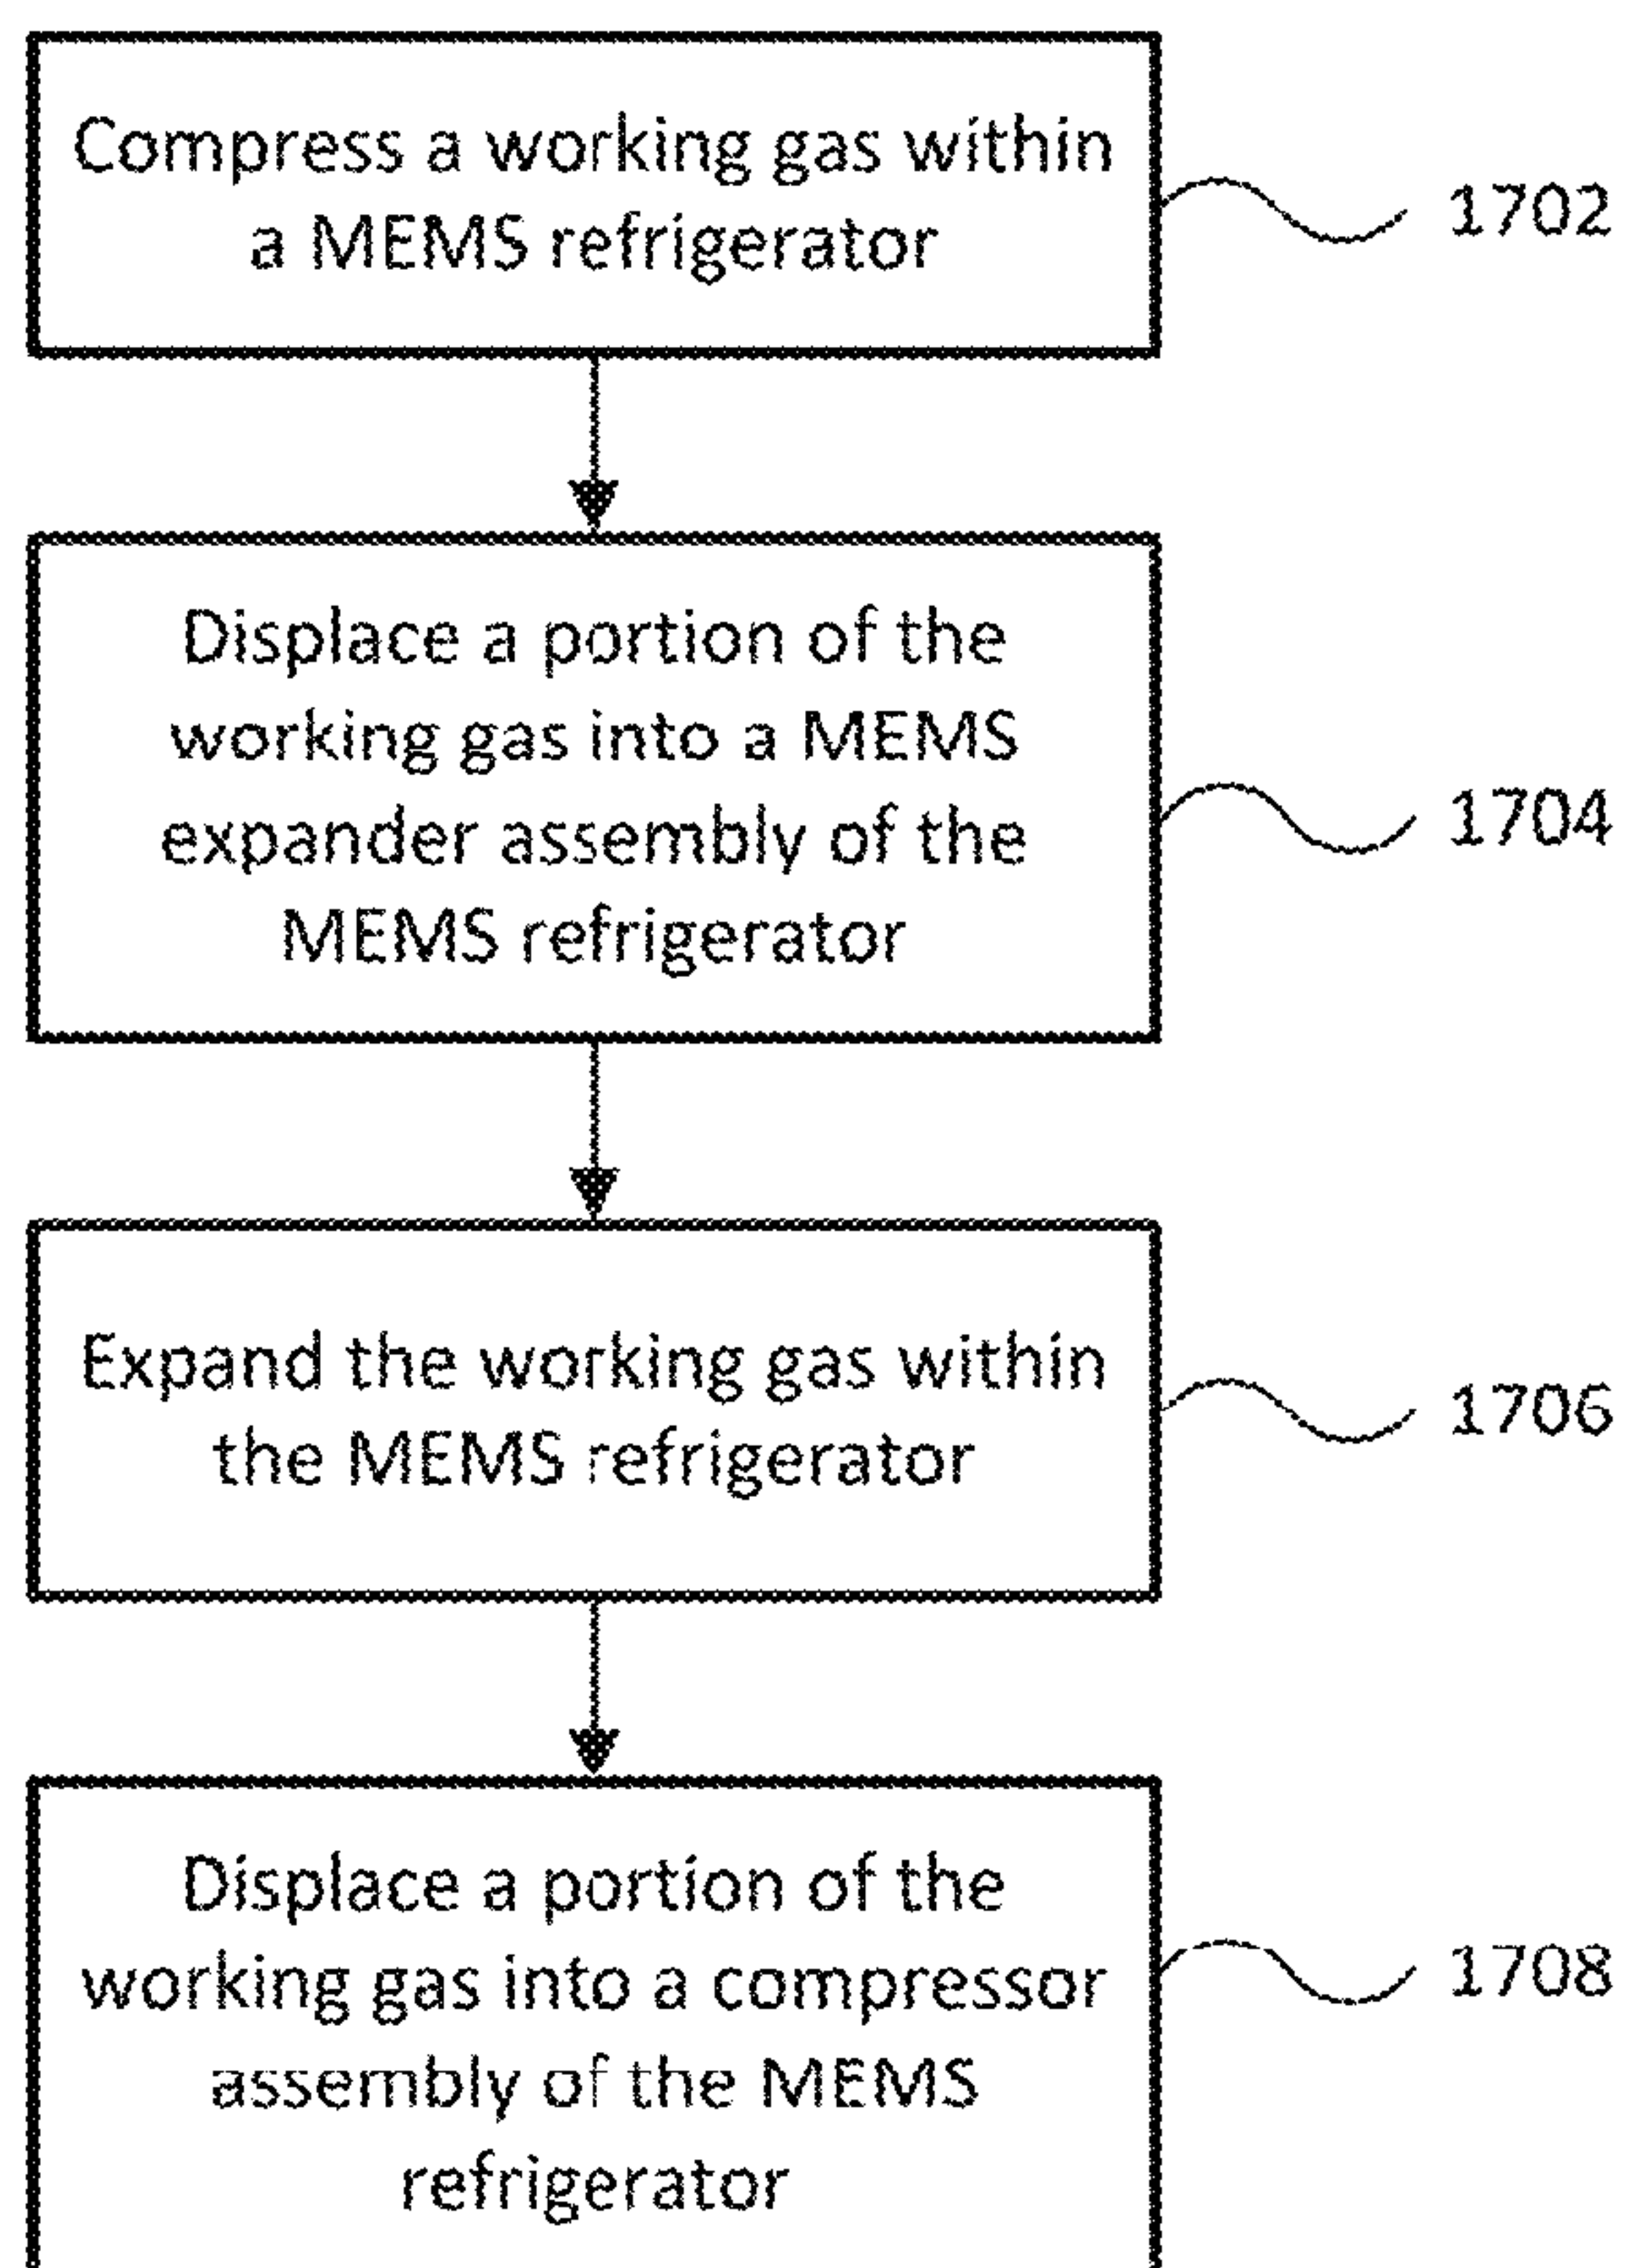 Compress a working gas within
a MEMS refrigerator
1702
Displace a portion of the
working gas into a MEMS
expander assembly of the
MEMS refrigerator
1704
Expand the working gas within
the MEMS refrigerator
1706
Displace a portion of the
working gas into a compressor
assembly of the MEMS
refrigerator
1708